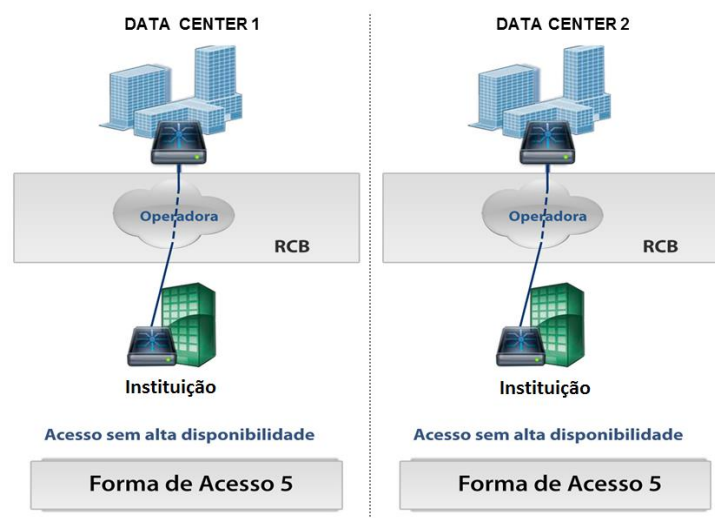 DATA CENTER 1
Operadora
RCB
Instituição
Acesso sem alta disponibilidade
Forma de Acesso 5
DATA CENTER 2
Operadora
RCB
Instituição
Acesso sem alta disponibilidade
Forma de Acesso 5